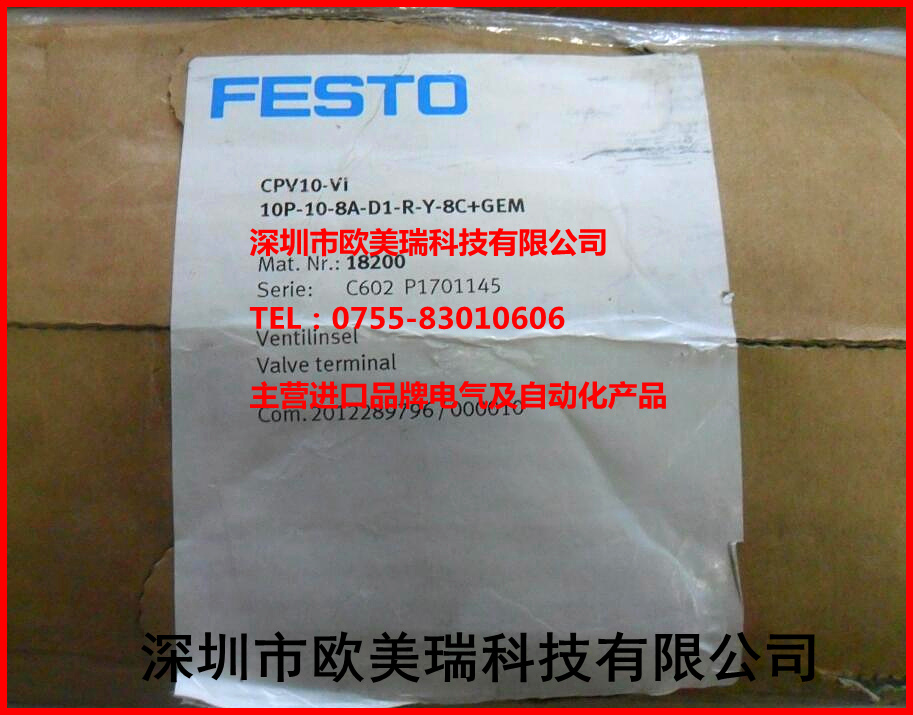 FESTO
CPV10-VI
10P-10-8A-D1-R-Y-8C+GEM
深圳市欧美瑞科技有限公司
Mat. Nr.: 18200
Serie: C602 P1701145
TEL：0755-83010606
Ventilinsel
Valve terminal
主营进口品牌电气及自动化产品
Com. 2012289796/000010
深圳市欧美瑞科技有限公司